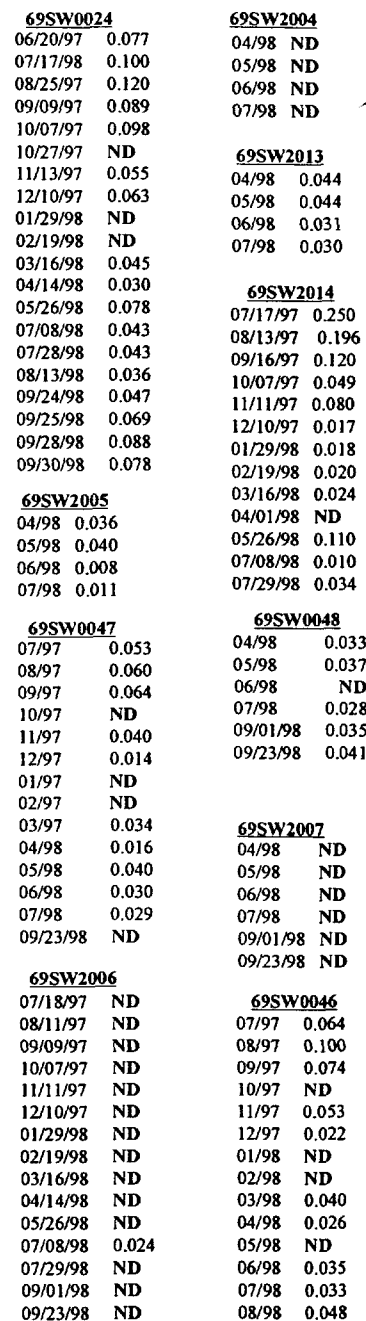 69SW0024
06/20/97 0.077
07/17/98 0.100
08/25/97 0.120
09/09/97 0.089
10/07/97 0.098
10/27/97 ND
11/13/97 0.055
12/10/97 0.063
01/29/98 ND
02/19/98 ND
03/16/98 0.045
04/14/98 0.030
05/26/98 0.078
07/08/98 0.043
07/28/98 0.043
08/13/98 0.036
09/24/98 0.047
09/25/98 0.069
09/28/98 0.088
09/30/98 0.078
69SW2005
04/98 0.036
05/98 0.040
06/98 0.008
07/98 0.011
69SW0047
07/97 0.053
08/97 0.060
09/97 0.064
10/97 ND
11/97 0.040
12/97 0.014
01/97 ND
02/97 ND
03/97 0.034
04/98 0.016
05/98 0.040
06/98 0.030
07/98 0.029
09/23/98 ND
69SW2006
07/18/97 ND
08/11/97 ND
09/09/97 ND
10/07/97 ND
11/11/97 ND
12/10/97 ND
01/29/98 ND
02/19/98 ND
03/16/98 ND
04/14/98 ND
05/26/98 ND
07/08/98 0.024
07/29/98 ND
09/01/98 ND
09/23/98 ND
69SW2004
04/98 ND
05/98 ND
06/98 ND
07/98 ND
69SW2013
04/98 0.044
05/98 0.044
06/98 0.031
07/98 0.030
69SW2014
07/17/97 0.250
08/13/97 0.196
09/16/97 0.120
10/07/97 0.049
11/11/97 0.080
12/10/97 0.017
01/29/98 0.018
02/19/98 0.020
03/16/98 0.024
04/01/98 ND
05/26/98 0.110
07/08/98 0.010
07/29/98 0.034
69SW0048
04/98 0.033
05/98 0.037
06/98 ND
07/98 0.028
09/01/98 0.035
09/23/98 0.041
69SW2007
04/98 ND
05/98 ND
06/98 ND
07/98 ND
09/01/98 ND
09/23/98 ND
69SW0046
07/97 0.064
08/97 0.100
09/97 0.074
10/97 ND
11/97 0.053
12/97 0.022
01/98 ND
02/98 ND
03/98 0.040
04/98 0.026
05/98 ND
06/98 0.035
07/98 0.033
08/98 0.048